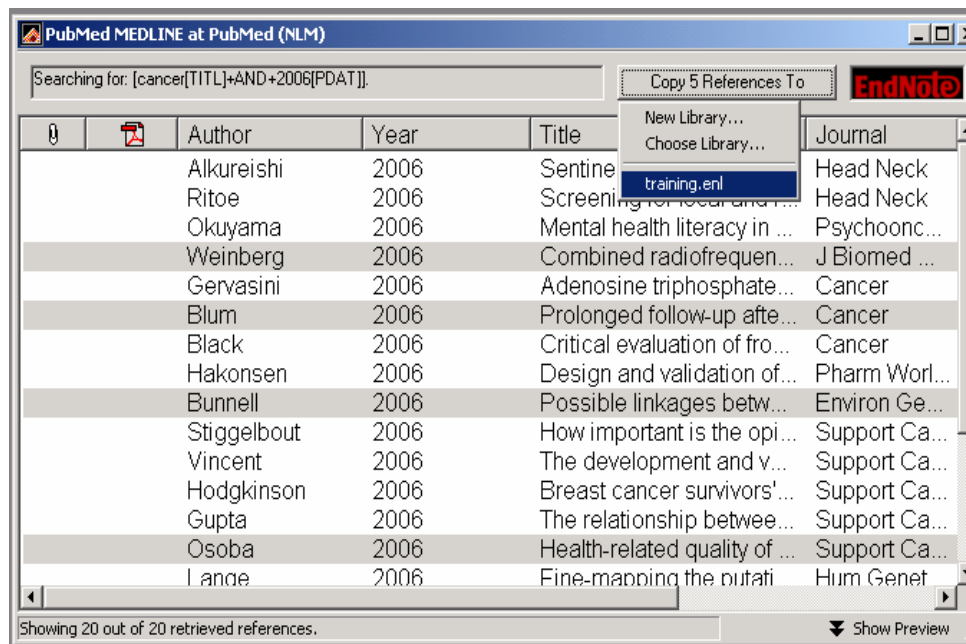 PubMed MEDLINE at PubMed (NLM)
Searching for: [cancer[TITL]+AND+2006[PDAT]].
Copy 5 References To
EndNote
New Library...
Choose Library...
training.enl
Author Year Title Journal
Alkureishi 2006 Sentine Head Neck
Ritoe 2006 Screening for local and r... Head Neck
Okuyama 2006 Mental health literacy in ... Psychoonc...
Weinberg 2006 Combined radiofrequen... J Biomed ...
Gervasini 2006 Adenosine triphosphate... Cancer
Blum 2006 Prolonged follow-up afte... Cancer
Black 2006 Critical evaluation of fro... Cancer
Hakonsen 2006 Design and validation of... Pharm Worl...
Bunnell 2006 Possible linkages betw... Environ Ge...
Stiggelbout 2006 How important is the opi... Support Ca...
Vincent 2006 The development and v... Support Ca...
Hodgkinson 2006 Breast cancer survivors'... Support Ca...
Gupta 2006 The relationship betwee... Support Ca...
Osoba 2006 Health-related quality of ... Support Ca...
Lange 2006 Fine-mapping the putati Hum Genet
Showing 20 out of 20 retrieved references.
Show Preview